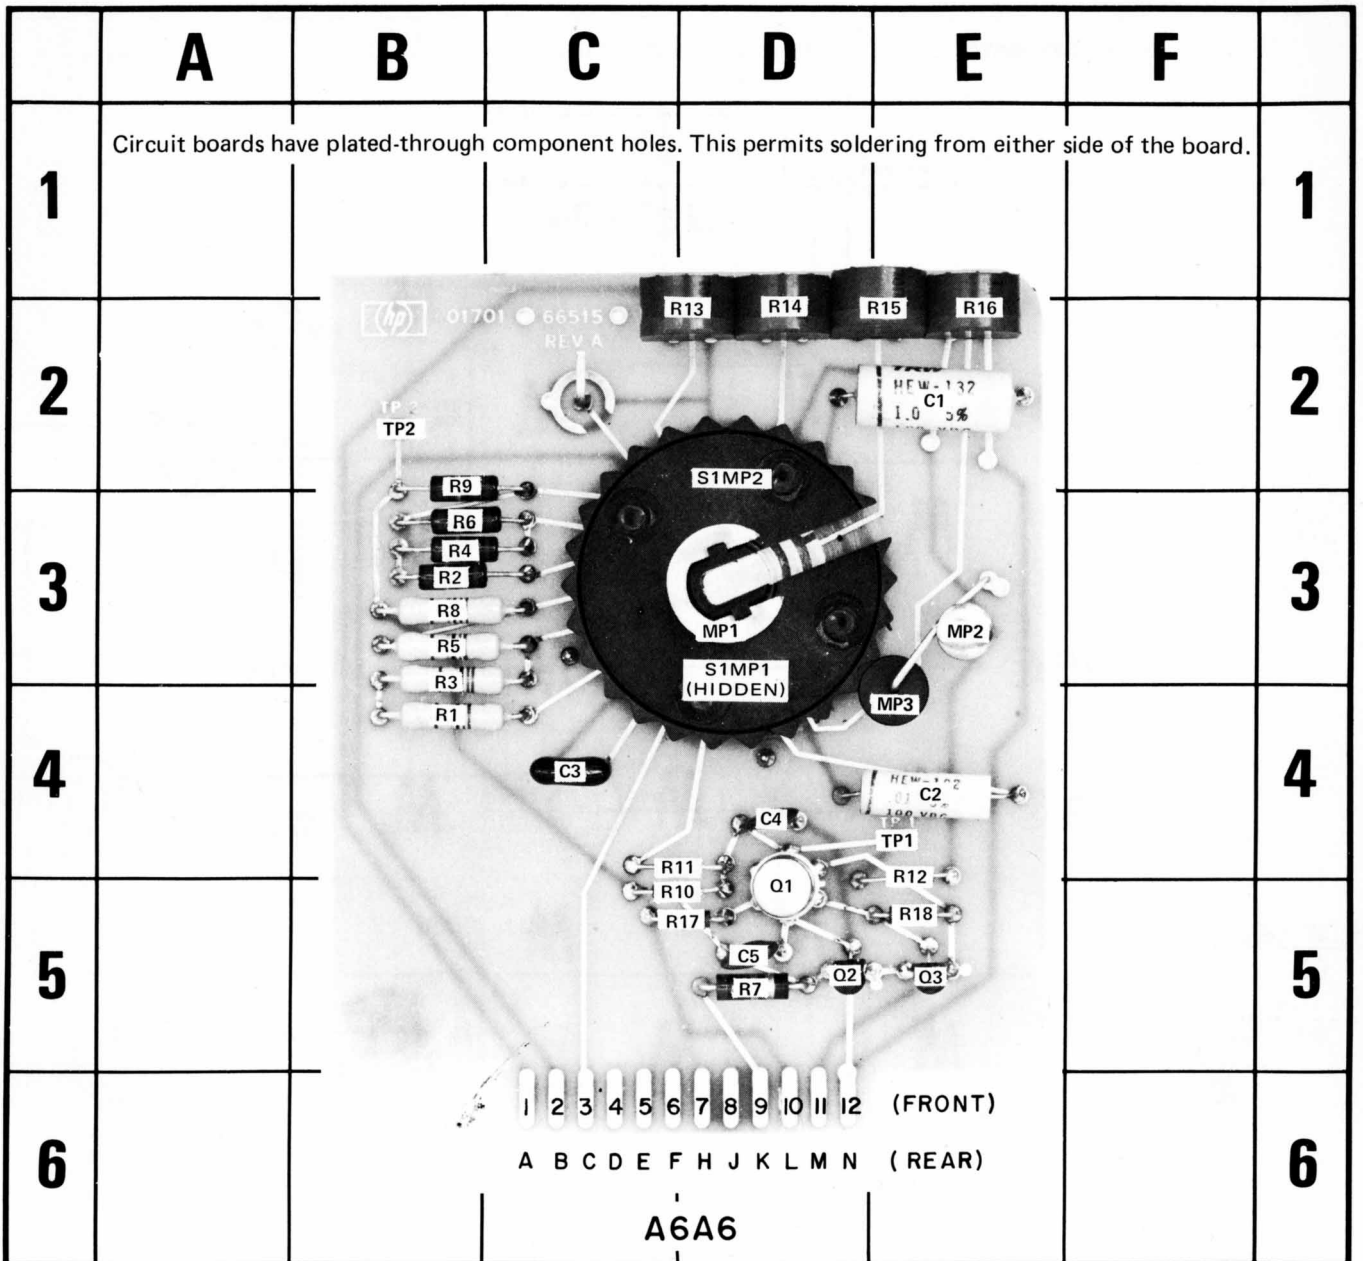 A B C D E F
Circuit boards have plated-through component holes. This permits soldering from either side of the board.
1 1
R13 R14 R15 R16
hp 01701 66515
REV A
2 2
HEW-132
C1
1.0 5%
TP 2
TP2
S1MP2
R9
R6
R4
R2
3 3
R8
MP1 MP2
R5
S1MP1
(HIDDEN)
R3
MP3
R1
4 4
C3
C2
C4
TP1
R11 R12
R10 Q1
R17 R18
C5 Q2 Q3
R7
5 5
1 2 3 4 5 6 7 8 9 10 11 12 (FRONT)
A B C D E F H J K L M N (REAR)
6 6
A6A6